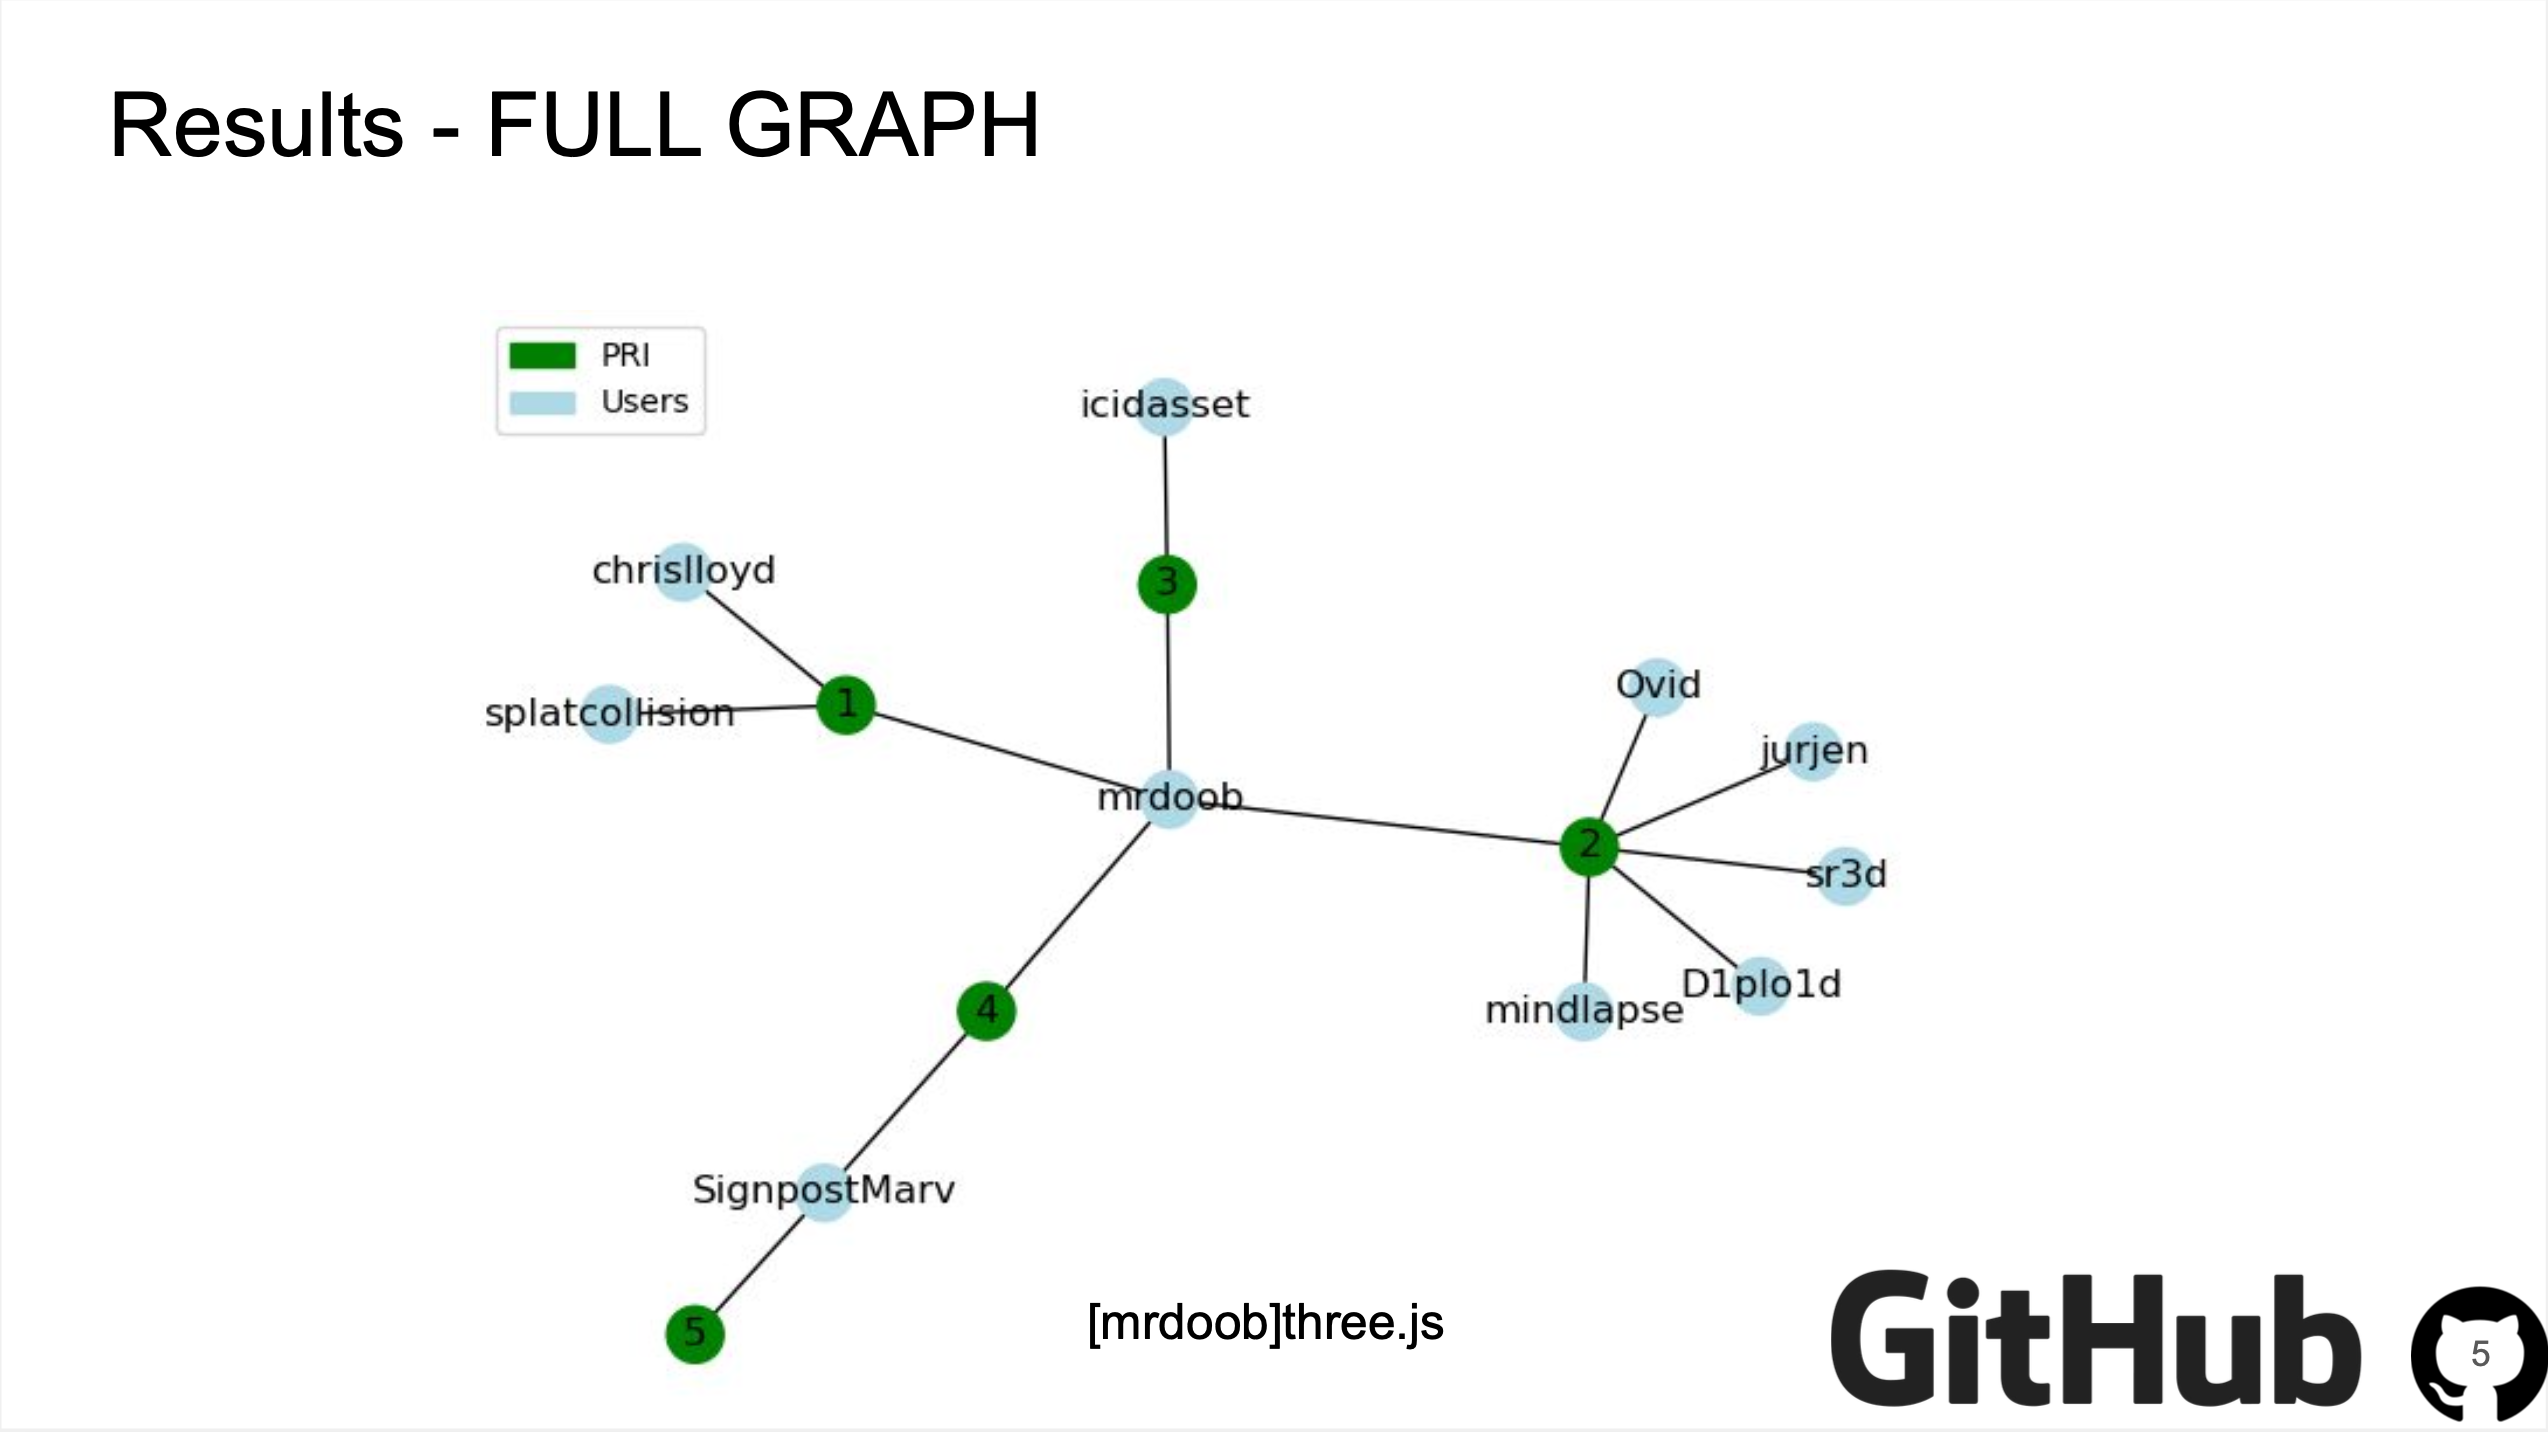 Results - FULL GRAPH
PRI
Users
icidasset
chrislloyd
3
Ovid
1
splatcollision
jurjen
mrdoob
2
sr3d
D1plo1d
4
mindlapse
SignpostMarv
5
[mrdoob]three.js
GitHub
5